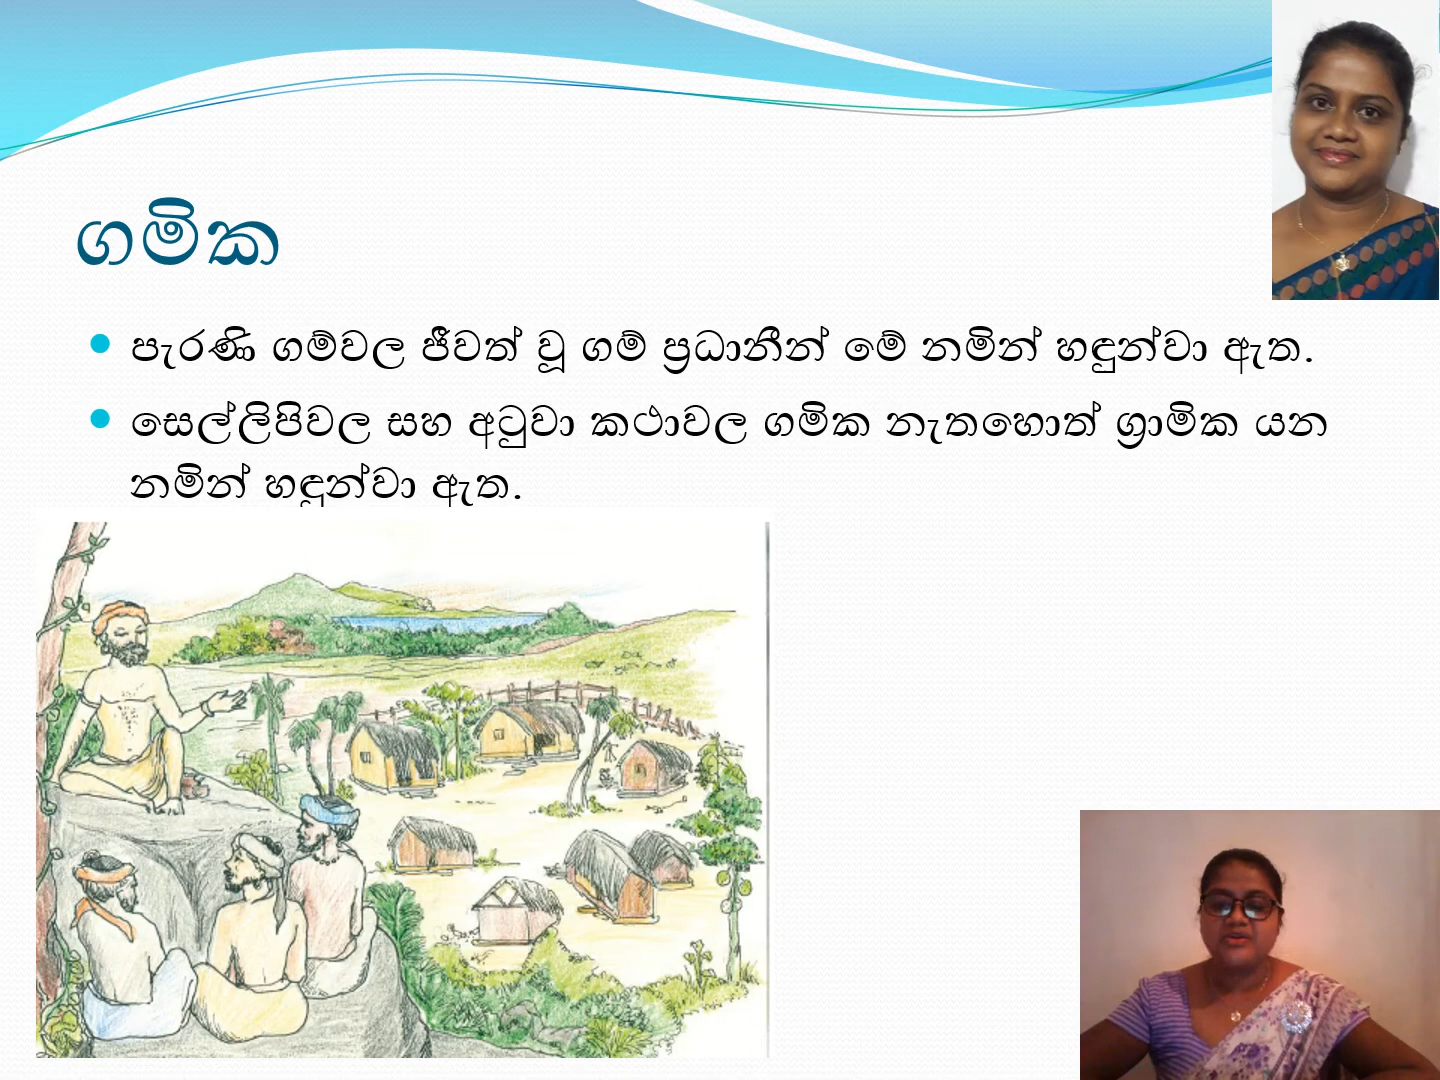 ගමික
පැරණි ගම්වල ජීවත් වූ ගම් ප්‍රධානීන් මේ නමින් හඳුන්වා ඇත.
සෙල්ලිපිවල සහ අටුවා කථාවල ගමික නැතහොත් ග්‍රාමික යන
නමින් හඳුන්වා ඇත.